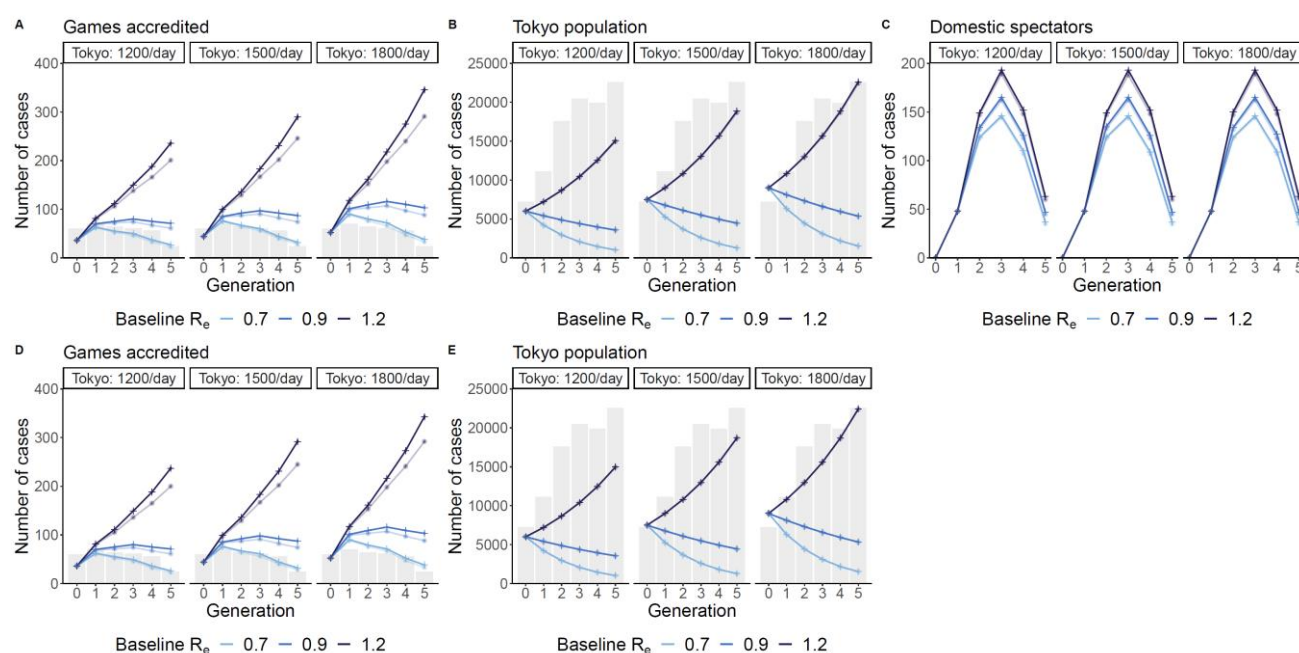 A Games accredited
Tokyo: 1200/day Tokyo: 1500/day Tokyo: 1800/day
400
300
200
100
0
Number of cases
0 1 2 3 4 5 0 1 2 3 4 5 0 1 2 3 4 5
Generation
Baseline Re 0.7 0.9 1.2
B Tokyo population
Tokyo: 1200/day Tokyo: 1500/day Tokyo: 1800/day
25000
20000
15000
10000
5000
0
Number of cases
0 1 2 3 4 5 0 1 2 3 4 5 0 1 2 3 4 5
Generation
Baseline Re 0.7 0.9 1.2
C Domestic spectators
Tokyo: 1200/day Tokyo: 1500/day Tokyo: 1800/day
200
150
100
50
0
Number of cases
0 1 2 3 4 5 0 1 2 3 4 5 0 1 2 3 4 5
Generation
Baseline Re 0.7 0.9 1.2
D Games accredited
Tokyo: 1200/day Tokyo: 1500/day Tokyo: 1800/day
400
300
200
100
0
Number of cases
0 1 2 3 4 5 0 1 2 3 4 5 0 1 2 3 4 5
Generation
Baseline Re 0.7 0.9 1.2
E Tokyo population
Tokyo: 1200/day Tokyo: 1500/day Tokyo: 1800/day
25000
20000
15000
10000
5000
0
Number of cases
0 1 2 3 4 5 0 1 2 3 4 5 0 1 2 3 4 5
Generation
Baseline Re 0.7 0.9 1.2